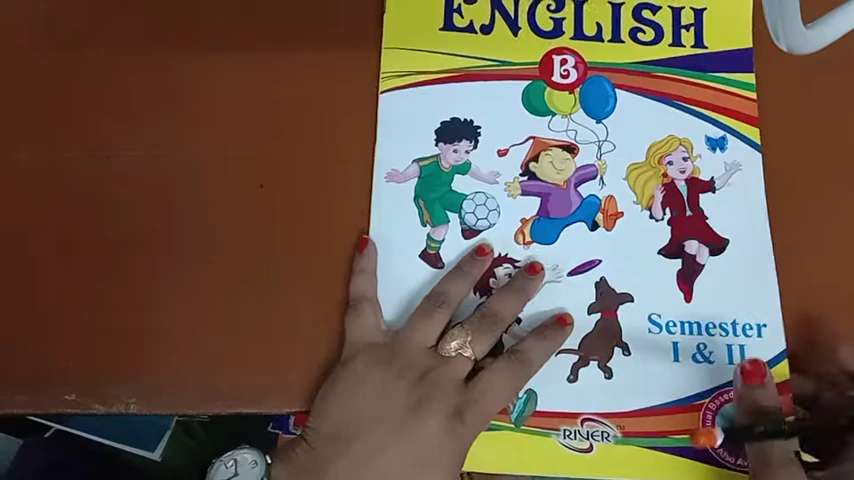 ENGLISH
B
Semester
I & II
RIVER